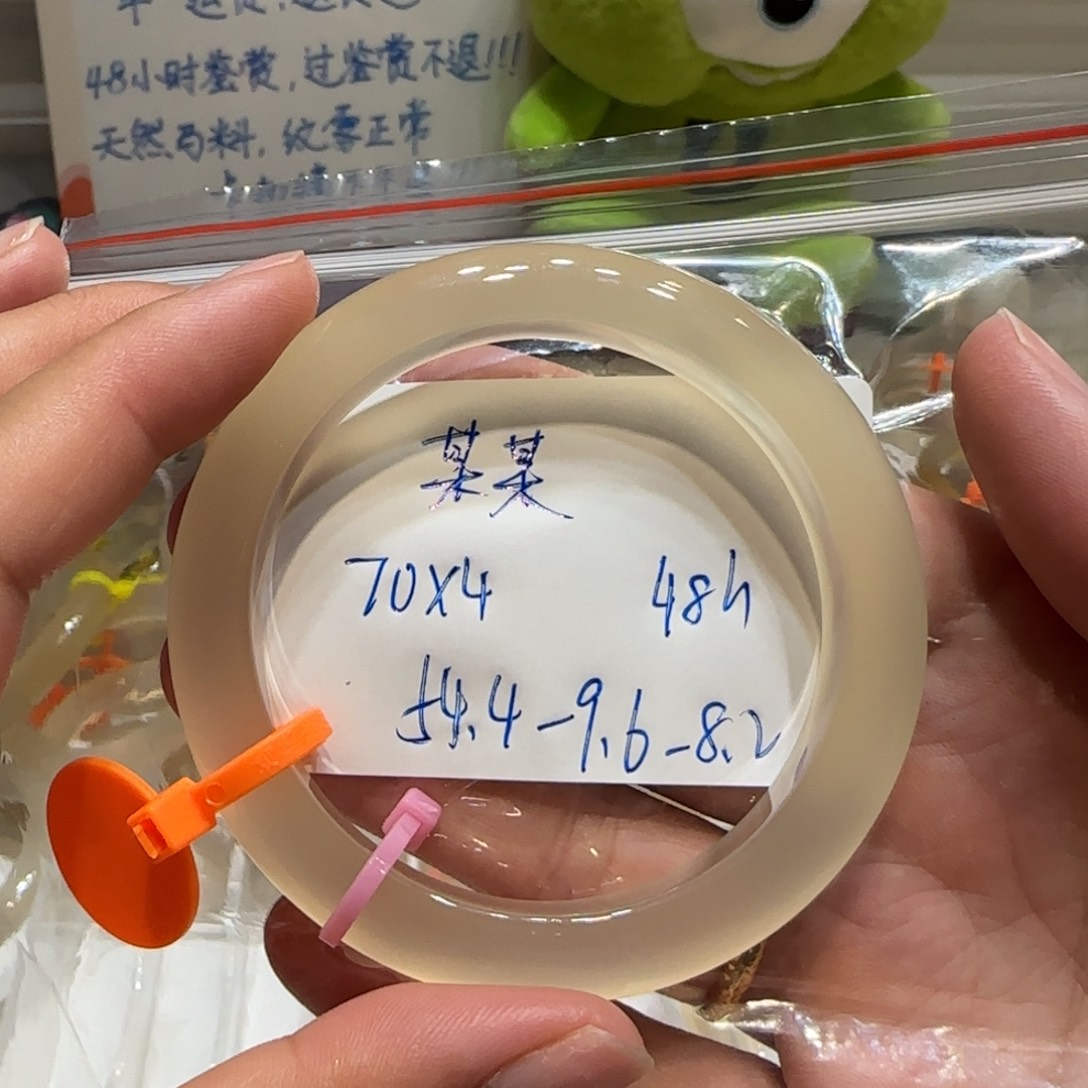 48小时鉴赏,过鉴赏不退!!!
天然石料,纹雾正常
某某
70X4 48h
54.4-9.6-8.2